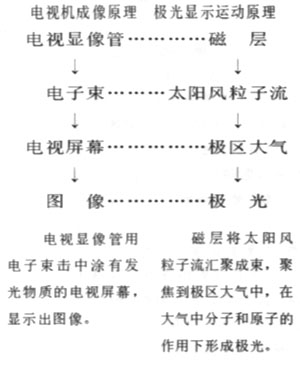 电视机成像原理 极光显示运动原理
电视显像管…………磁 层
↓ ↓
电子束………太阳风粒子流
↓ ↓
电视屏幕……………极区大气
↓ ↓
图 像……………极 光
电视显像管用
电子束击中涂有发
光物质的电视屏幕，
显示出图像。
磁层将太阳风
粒子流汇聚成束，聚
焦到极区大气中，在
大气中分子和原子的
作用下形成极光。